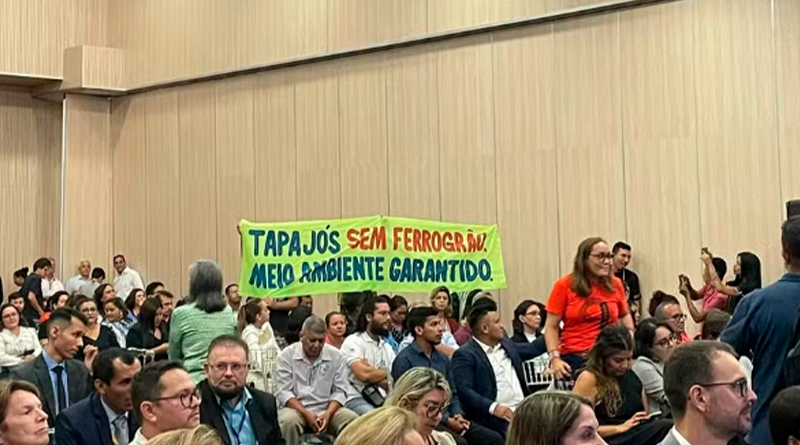 TAPAJÓS SEM FERROGRÃO.
MEIO AMBIENTE GARANTIDO.